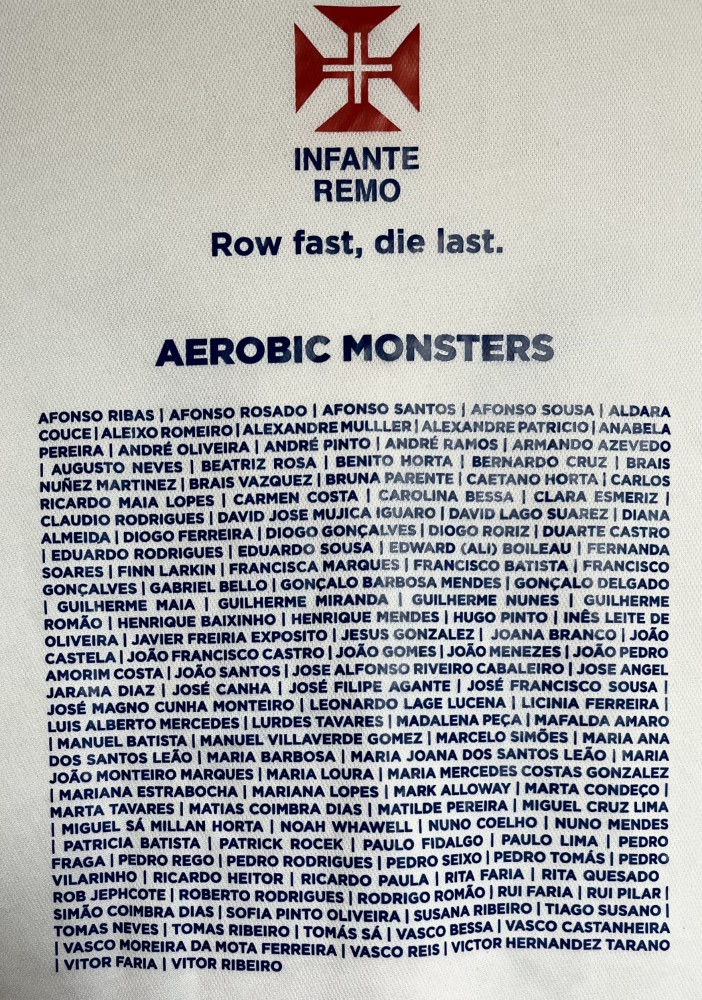 INFANTE
REMO
Row fast, die last.
AEROBIC MONSTERS
AFONSO RIBAS | AFONSO ROSADO | AFONSO SANTOS | AFONSO SOUSA | ALDARA
COUCE | ALEIXO ROMEIRO | ALEXANDRE MULLLER | ALEXANDRE PATRICIO | ANABELA
PEREIRA | ANDRÉ OLIVEIRA | ANDRÉ PINTO | ANDRÉ RAMOS | ARMANDO AZEVEDO
| AUGUSTO NEVES | BEATRIZ ROSA | BENITO HORTA | BERNARDO CRUZ | BRAIS
NUÑEZ MARTINEZ | BRAIS VAZQUEZ | BRUNA PARENTE | CAETANO HORTA | CARLOS
RICARDO MAIA LOPES | CARMEN COSTA | CAROLINA BESSA | CLARA ESMERIZ |
CLAUDIO RODRIGUES | DAVID JOSE MUJICA IGUARO | DAVID LAGO SUAREZ | DIANA
ALMEIDA | DIOGO FERREIRA | DIOGO GONÇALVES | DIOGO RORIZ | DUARTE CASTRO
| EDUARDO RODRIGUES | EDUARDO SOUSA | EDWARD (ALI) BOILEAU | FERNANDA
SOARES | FINN LARKIN | FRANCISCA MARQUES | FRANCISCO BATISTA | FRANCISCO
GONÇALVES | GABRIEL BELLO | GONÇALO BARBOSA MENDES | GONÇALO DELGADO
| GUILHERME MAIA | GUILHERME MIRANDA | GUILHERME NUNES | GUILHERME
ROMÃO | HENRIQUE BAIXINHO | HENRIQUE MENDES | HUGO PINTO | INÊS LEITE DE
OLIVEIRA | JAVIER FREIRIA EXPOSITO | JESUS GONZALEZ | JOANA BRANCO | JOÃO
CASTELA | JOÃO FRANCISCO CASTRO | JOÃO GOMES | JOÃO MENEZES | JOÃO PEDRO
AMORIM COSTA | JOÃO SANTOS | JOSE ALFONSO RIVEIRO CABALEIRO | JOSE ANGEL
JARAMA DIAZ | JOSÉ CANHA | JOSÉ FILIPE AGANTE | JOSÉ FRANCISCO SOUSA |
JOSÉ MAGNO CUNHA MONTEIRO | LEONARDO LAGE LUCENA | LICINIA FERREIRA |
LUIS ALBERTO MERCEDES | LURDES TAVARES | MADALENA PEÇA | MAFALDA AMARO
| MANUEL BATISTA | MANUEL VILLAVERDE GOMEZ | MARCELO SIMÕES | MARIA ANA
DOS SANTOS LEÃO | MARIA BARBOSA | MARIA JOANA DOS SANTOS LEÃO | MARIA
JOÃO MONTEIRO MARQUES | MARIA LOURA | MARIA MERCEDES COSTAS GONZALEZ
| MARIANA ESTRABOCHA | MARIANA LOPES | MARK ALLOWAY | MARTA CONDEÇO |
MARTA TAVARES | MATIAS COIMBRA DIAS | MATILDE PEREIRA | MIGUEL CRUZ LIMA
| MIGUEL SÁ MILLAN HORTA | NOAH WHAWELL | NUNO COELHO | NUNO MENDES
| PATRICIA BATISTA | PATRICK ROCEK | PAULO FIDALGO | PAULO LIMA | PEDRO
FRAGA | PEDRO REGO | PEDRO RODRIGUES | PEDRO SEIXO | PEDRO TOMÁS | PEDRO
VILARINHO | RICARDO HEITOR | RICARDO PAULA | RITA FARIA | RITA QUESADO
ROB JEPHCOTE | ROBERTO RODRIGUES | RODRIGO ROMÃO | RUI FARIA | RUI PILAR |
SIMÃO COIMBRA DIAS | SOFIA PINTO OLIVEIRA | SUSANA RIBEIRO | TIAGO SUSANO |
TOMAS NEVES | TOMAS RIBEIRO | TOMÁS SÁ | VASCO BESSA | VASCO CASTANHEIRA
| VASCO MOREIRA DA MOTA FERREIRA | VASCO REIS | VICTOR HERNANDEZ TARANO
| VITOR FARIA | VITOR RIBEIRO